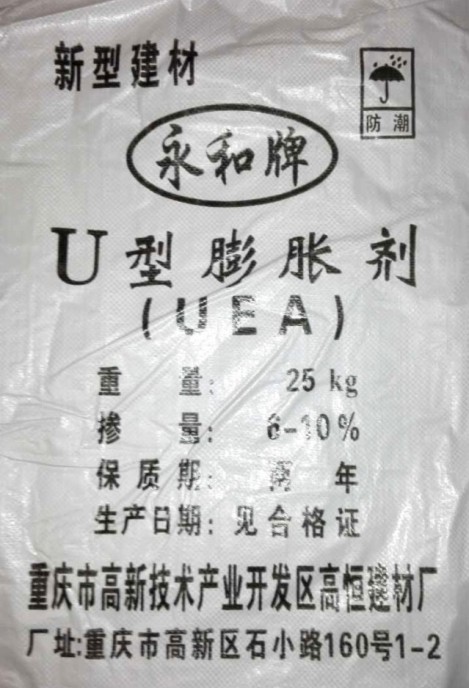 新型建材
防潮
永和牌
U型膨胀剂
(UEA)
重量: 25 kg
掺量: 6-10%
保质期: 两年
生产日期: 见合格证
重庆市高新技术产业开发区高恒建材厂
厂址:重庆市高新区石小路160号1-2